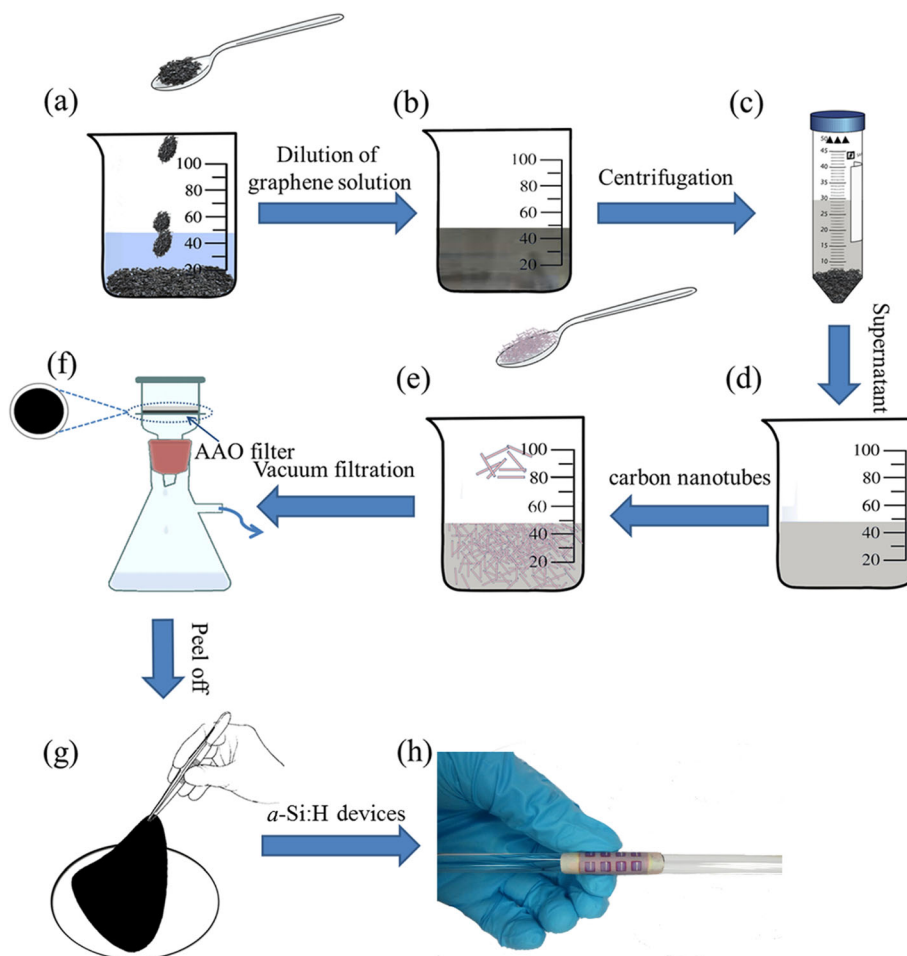 (a)
100
80
60
40
20
Dilution of
graphene solution
(b)
100
80
60
40
20
Centrifugation
(c)
50
45
40
35
30
25
20
15
10
Supernatant
(d)
100
80
60
40
20
carbon nanotubes
(e)
100
80
60
40
20
Vacuum filtration
(f)
AAO filter
Peel off
(g)
a-Si:H devices
(h)